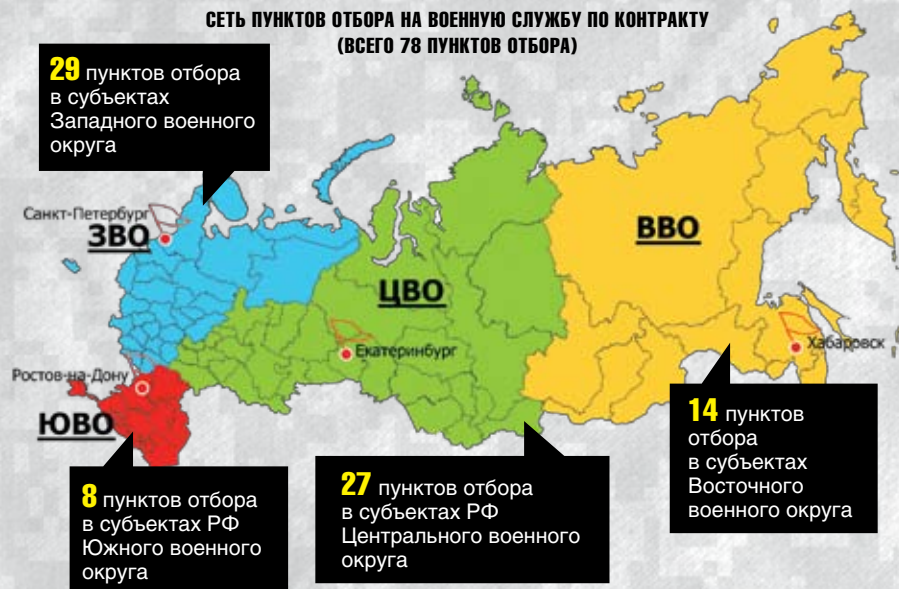 СЕТЬ ПУНКТОВ ОТБОРА НА ВОЕННУЮ СЛУЖБУ ПО КОНТРАКТУ
(ВСЕГО 78 ПУНКТОВ ОТБОРА)
29 пунктов отбора
в субъектах
Западного военного
округа
Санкт-Петербург
ЗВО
ВВО
ЦВО
Екатеринбург
Хабаровск
Ростов-на-Дону
ЮВО
8 пунктов отбора
в субъектах РФ
Южного военного
округа
27 пунктов отбора
в субъектах РФ
Центрального военного
округа
14 пунктов
отбора
в субъектах
Восточного
военного округа